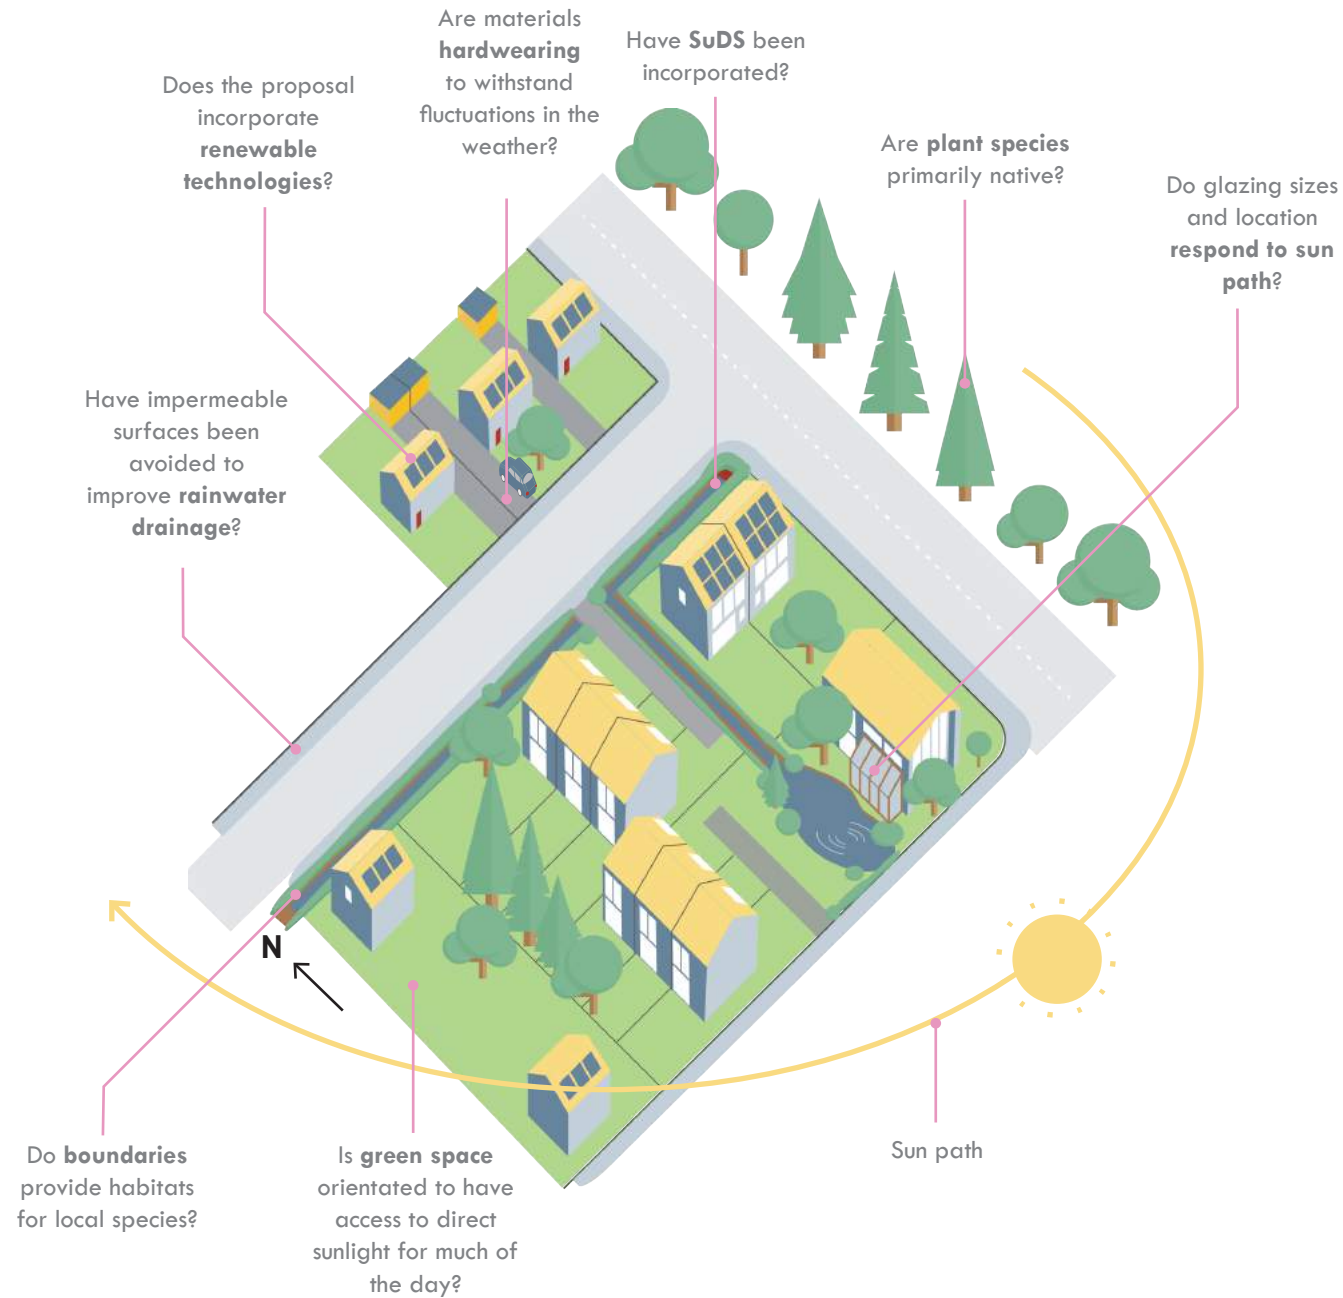 Are materials
hardwearing
to withstand
fluctuations in the
weather?
Have SuDS been
incorporated?
Does the proposal
incorporate
renewable
technologies?
Are plant species
primarily native?
Do glazing sizes
and location
respond to sun
path?
Have impermeable
surfaces been
avoided to
improve rainwater
drainage?
N
Do boundaries
provide habitats
for local species?
Is green space
orientated to have
access to direct
sunlight for much of
the day?
Sun path